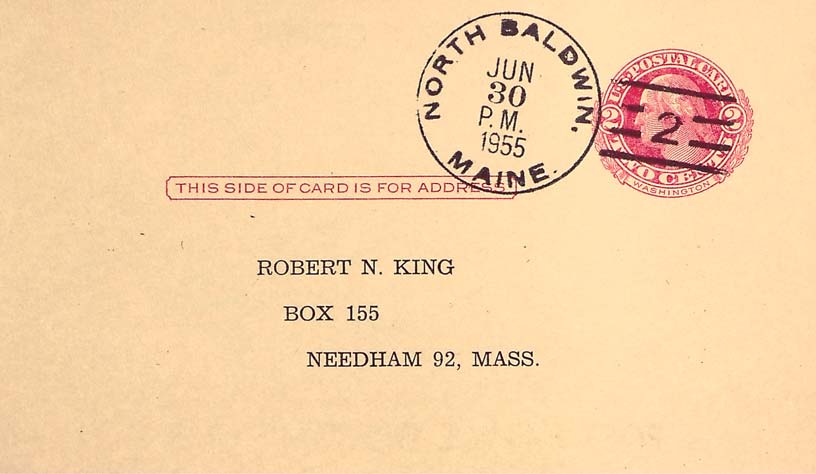 NORTH BALDWIN.
JUN
30
P.M.
1955
MAINE.
U.S. POSTAL CARD
2 2
2
TWO CENTS
WASHINGTON
THIS SIDE OF CARD IS FOR ADDRESS
ROBERT N. KING
BOX 155
NEEDHAM 92, MASS.